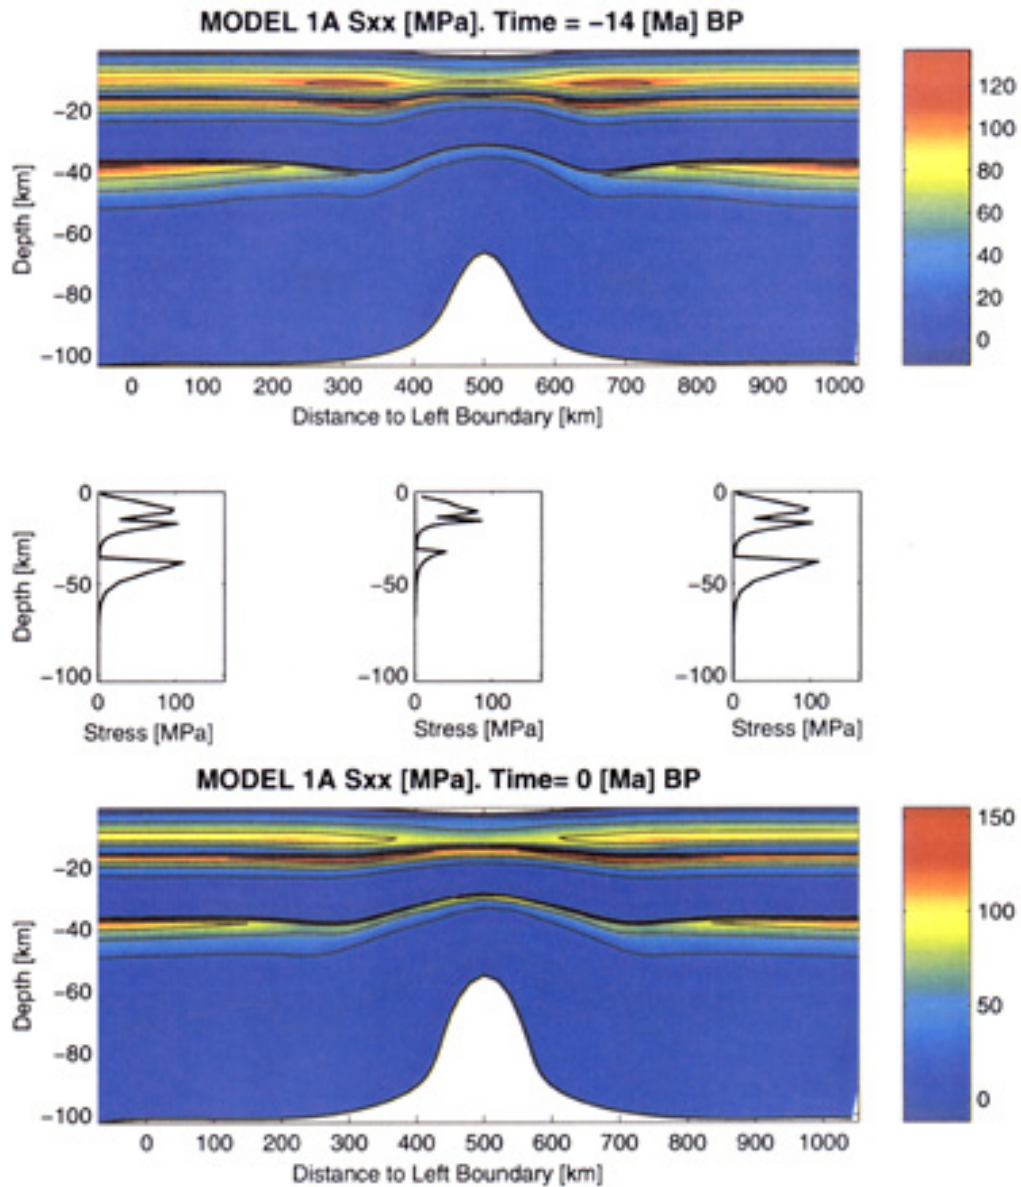 MODEL 1A Sxx [MPa]. Time = −14 [Ma] BP
−20
−40
−60
−80
−100
Depth [km]
0 100 200 300 400 500 600 700 800 900 1000
Distance to Left Boundary [km]
120
100
80
60
40
20
0
0
−50
−100
Depth [km]
0 100
Stress [MPa]
0
−50
−100
0 100
Stress [MPa]
0
−50
−100
0 100
Stress [MPa]
MODEL 1A Sxx [MPa]. Time= 0 [Ma] BP
−20
−40
−60
−80
−100
Depth [km]
0 100 200 300 400 500 600 700 800 900 1000
Distance to Left Boundary [km]
150
100
50
0